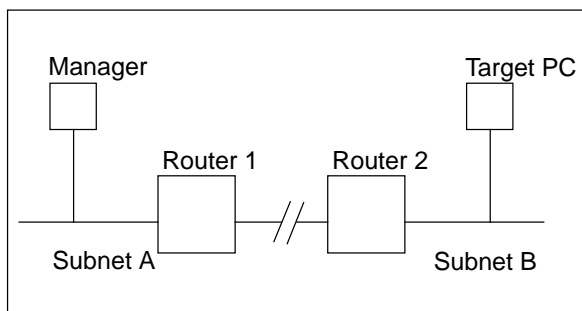 Manager
Target PC
Router 1
Router 2
Subnet A
Subnet B